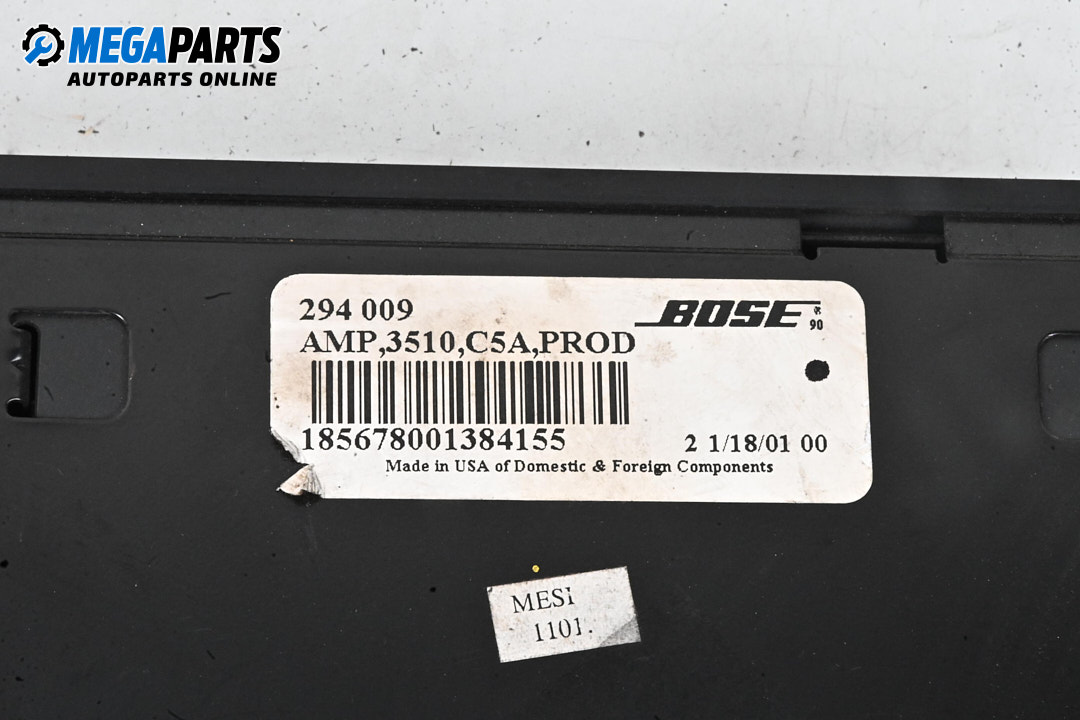 MEGAPARTS
AUTOPARTS ONLINE
294 009
BOSE
90
AMP,3510,C5A,PROD
185678001384155
2 1/18/01 00
Made in USA of Domestic & Foreign Components
MESI
1101.